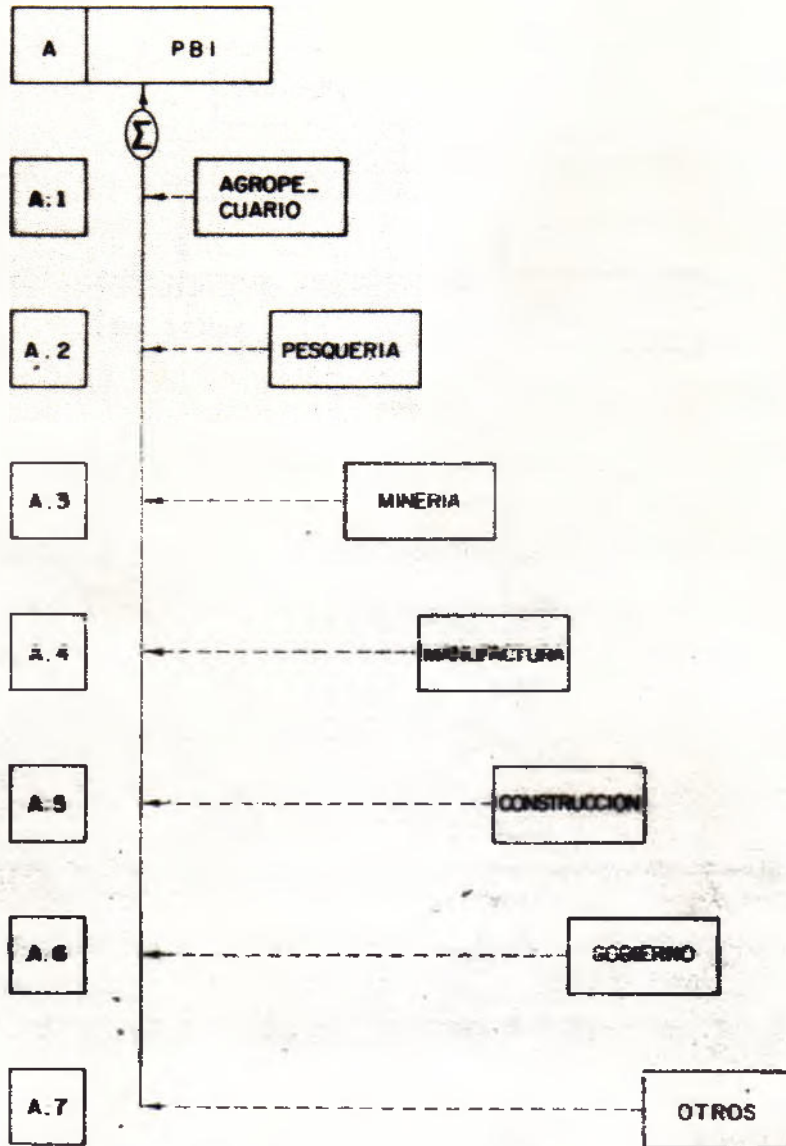 A PBI
Σ
A.1 AGROPE_
CUARIO
A.2 PESQUERIA
A.3 MINERIA
A.4 MANUFACTURA
A.5 CONSTRUCCION
A.6 GOBIERNO
A.7 OTROS